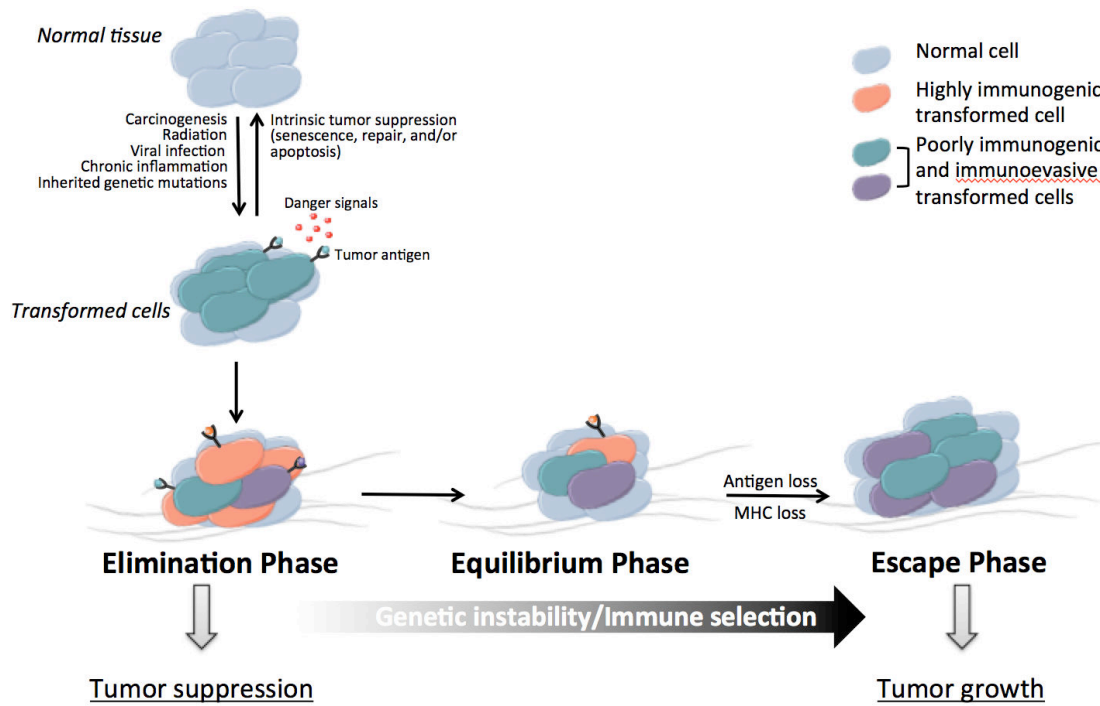 Normal tissue
Normal cell
Highly immunogenic
transformed cell
Poorly immunogenic
and immunoevasive
transformed cells
Carcinogenesis
Radiation
Viral infection
Chronic inflammation
Inherited genetic mutations
Intrinsic tumor suppression
(senescence, repair, and/or
apoptosis)
Danger signals
Tumor antigen
Transformed cells
Antigen loss
MHC loss
Elimination Phase
Equilibrium Phase
Escape Phase
Genetic instability/Immune selection
Tumor suppression
Tumor growth